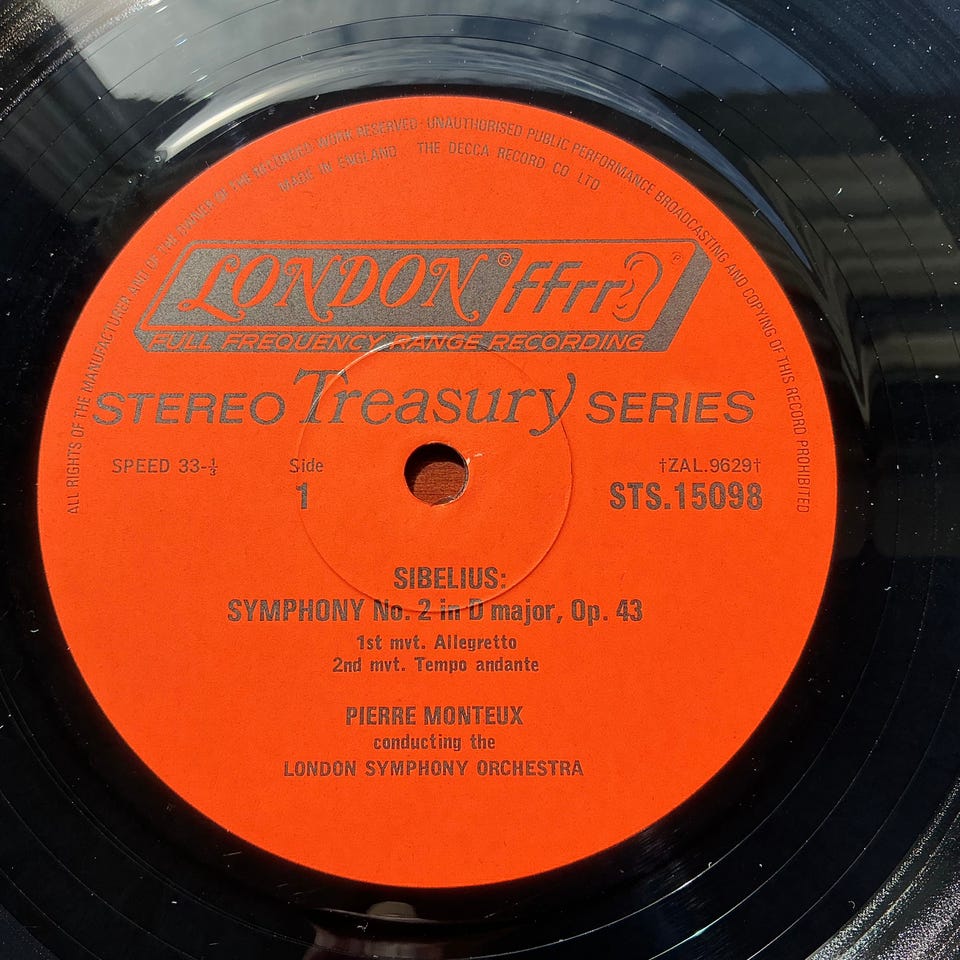 ALL RIGHTS OF THE MANUFACTURER AND OF THE OWNER OF THE RECORDED WORK RESERVED · UNAUTHORISED PUBLIC PERFORMANCE BROADCASTING AND COPYING OF THIS RECORD PROHIBITED
MADE IN ENGLAND THE DECCA RECORD CO LTD
LONDON® ffrr®
FULL FREQUENCY RANGE RECORDING
STEREO Treasury SERIES
SPEED 33-⅓ Side †ZAL.9629†
1 STS.15098
SIBELIUS:
SYMPHONY No. 2 in D major, Op. 43
1st mvt. Allegretto
2nd mvt. Tempo andante
PIERRE MONTEUX
conducting the
LONDON SYMPHONY ORCHESTRA